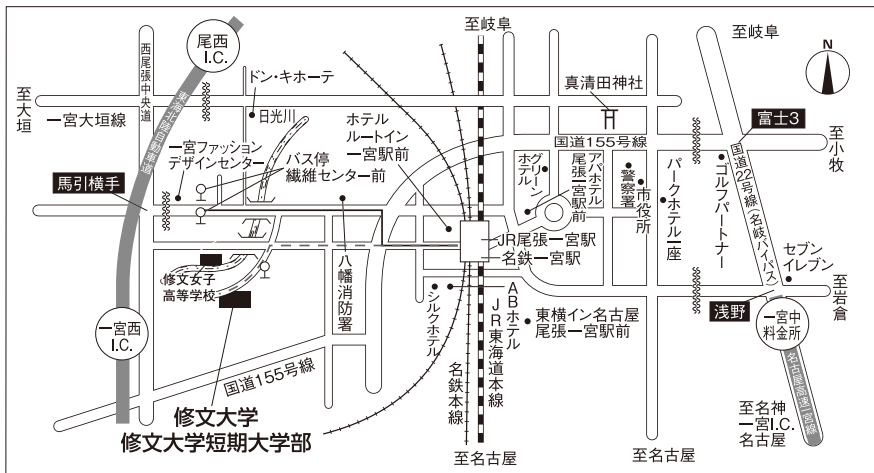 至岐阜
至岐阜
N
尾西
I.C.
西尾張中央道
東海北陸自動車道
ドン・キホーテ
日光川
真清田神社
至大垣
一宮大垣線
一宮ファッション
デザインセンター
バス停
繊維センター前
ホテル
ルートイン
一宮駅前
国道155号線
富士3
至小牧
馬引横手
グリーン
ホテル
アパホテル
尾張一宮駅前
警察署
市役所
パークホテル一宮
ゴルフパートナー
国道22号線(名岐バイパス)
JR尾張一宮駅
名鉄一宮駅
セブン
イレブン
至岩倉
修文女子
高等学校
八幡消防署
シルクホテル
ABホテル
東横イン名古屋
尾張一宮駅前
浅野
一宮中
料金所
一宮西
I.C.
国道155号線
名鉄本線
JR東海道本線
名古屋高速一宮線
修文大学
修文大学短期大学部
至名神
一宮I.C.
名古屋
至名古屋
至名古屋